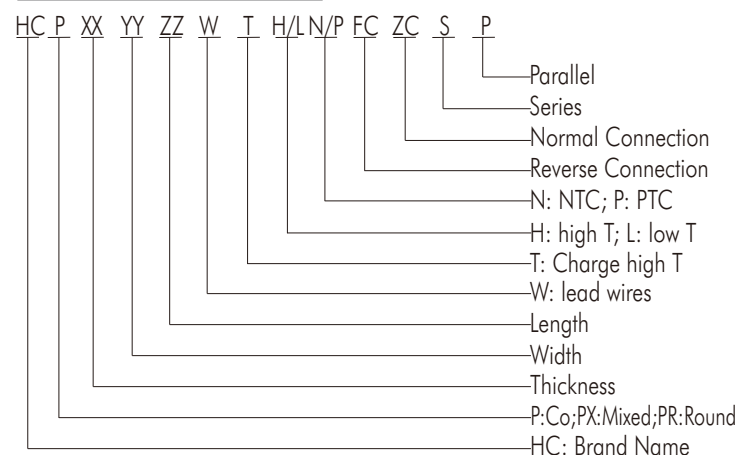 HC P XX YY ZZ W T H/L N/P FC ZC S P
Parallel
Series
Normal Connection
Reverse Connection
N: NTC; P: PTC
H: high T; L: low T
T: Charge high T
W: lead wires
Length
Width
Thickness
P:Co;PX:Mixed;PR:Round
HC: Brand Name